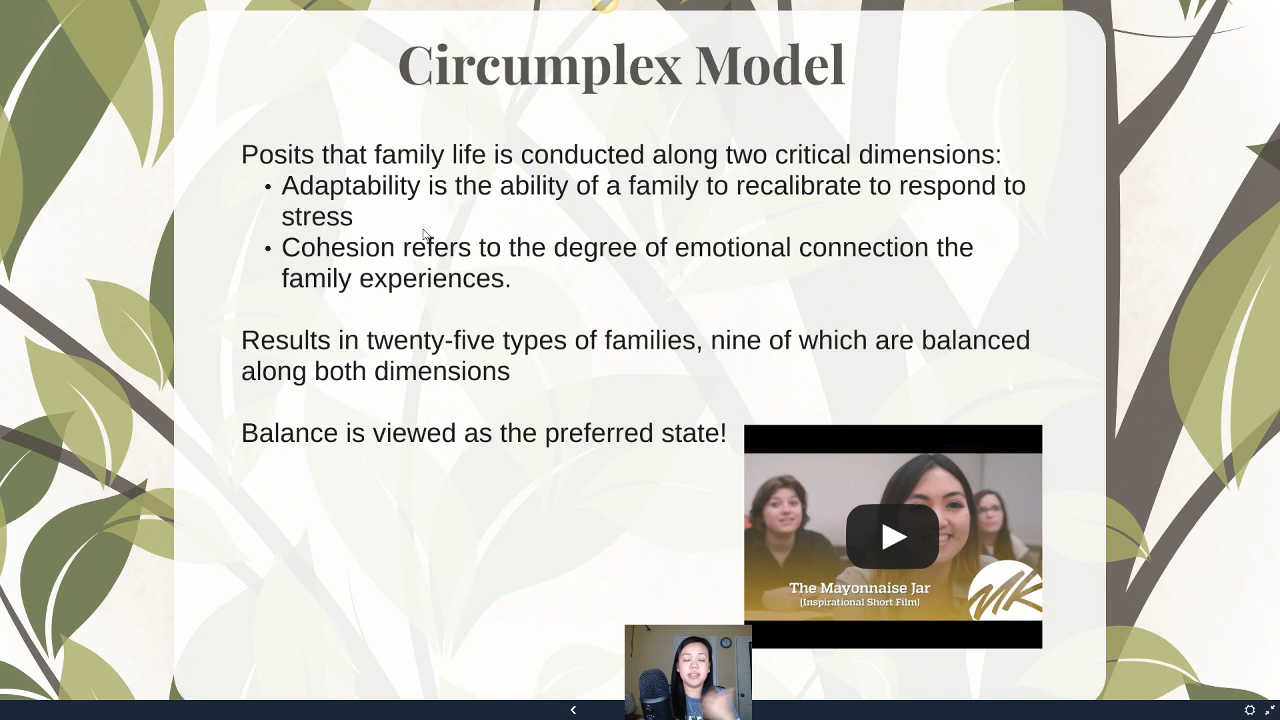 Circumplex Model
Posits that family life is conducted along two critical dimensions:
• Adaptability is the ability of a family to recalibrate to respond to
stress
• Cohesion refers to the degree of emotional connection the
family experiences.
Results in twenty-five types of families, nine of which are balanced
along both dimensions
Balance is viewed as the preferred state!
The Mayonnaise Jar
(Inspirational Short Film)
MK